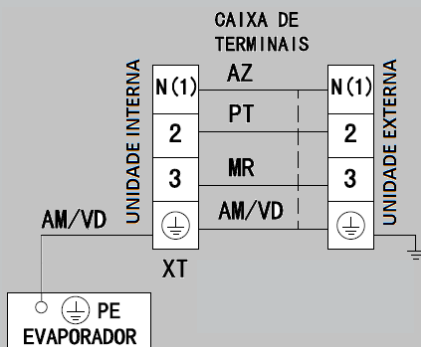 CAIXA DE
TERMINAIS
UNIDADE INTERNA
UNIDADE EXTERNA
N(1) AZ N(1)
2 PT 2
3 MR 3
AM/VD AM/VD
XT
PE
EVAPORADOR